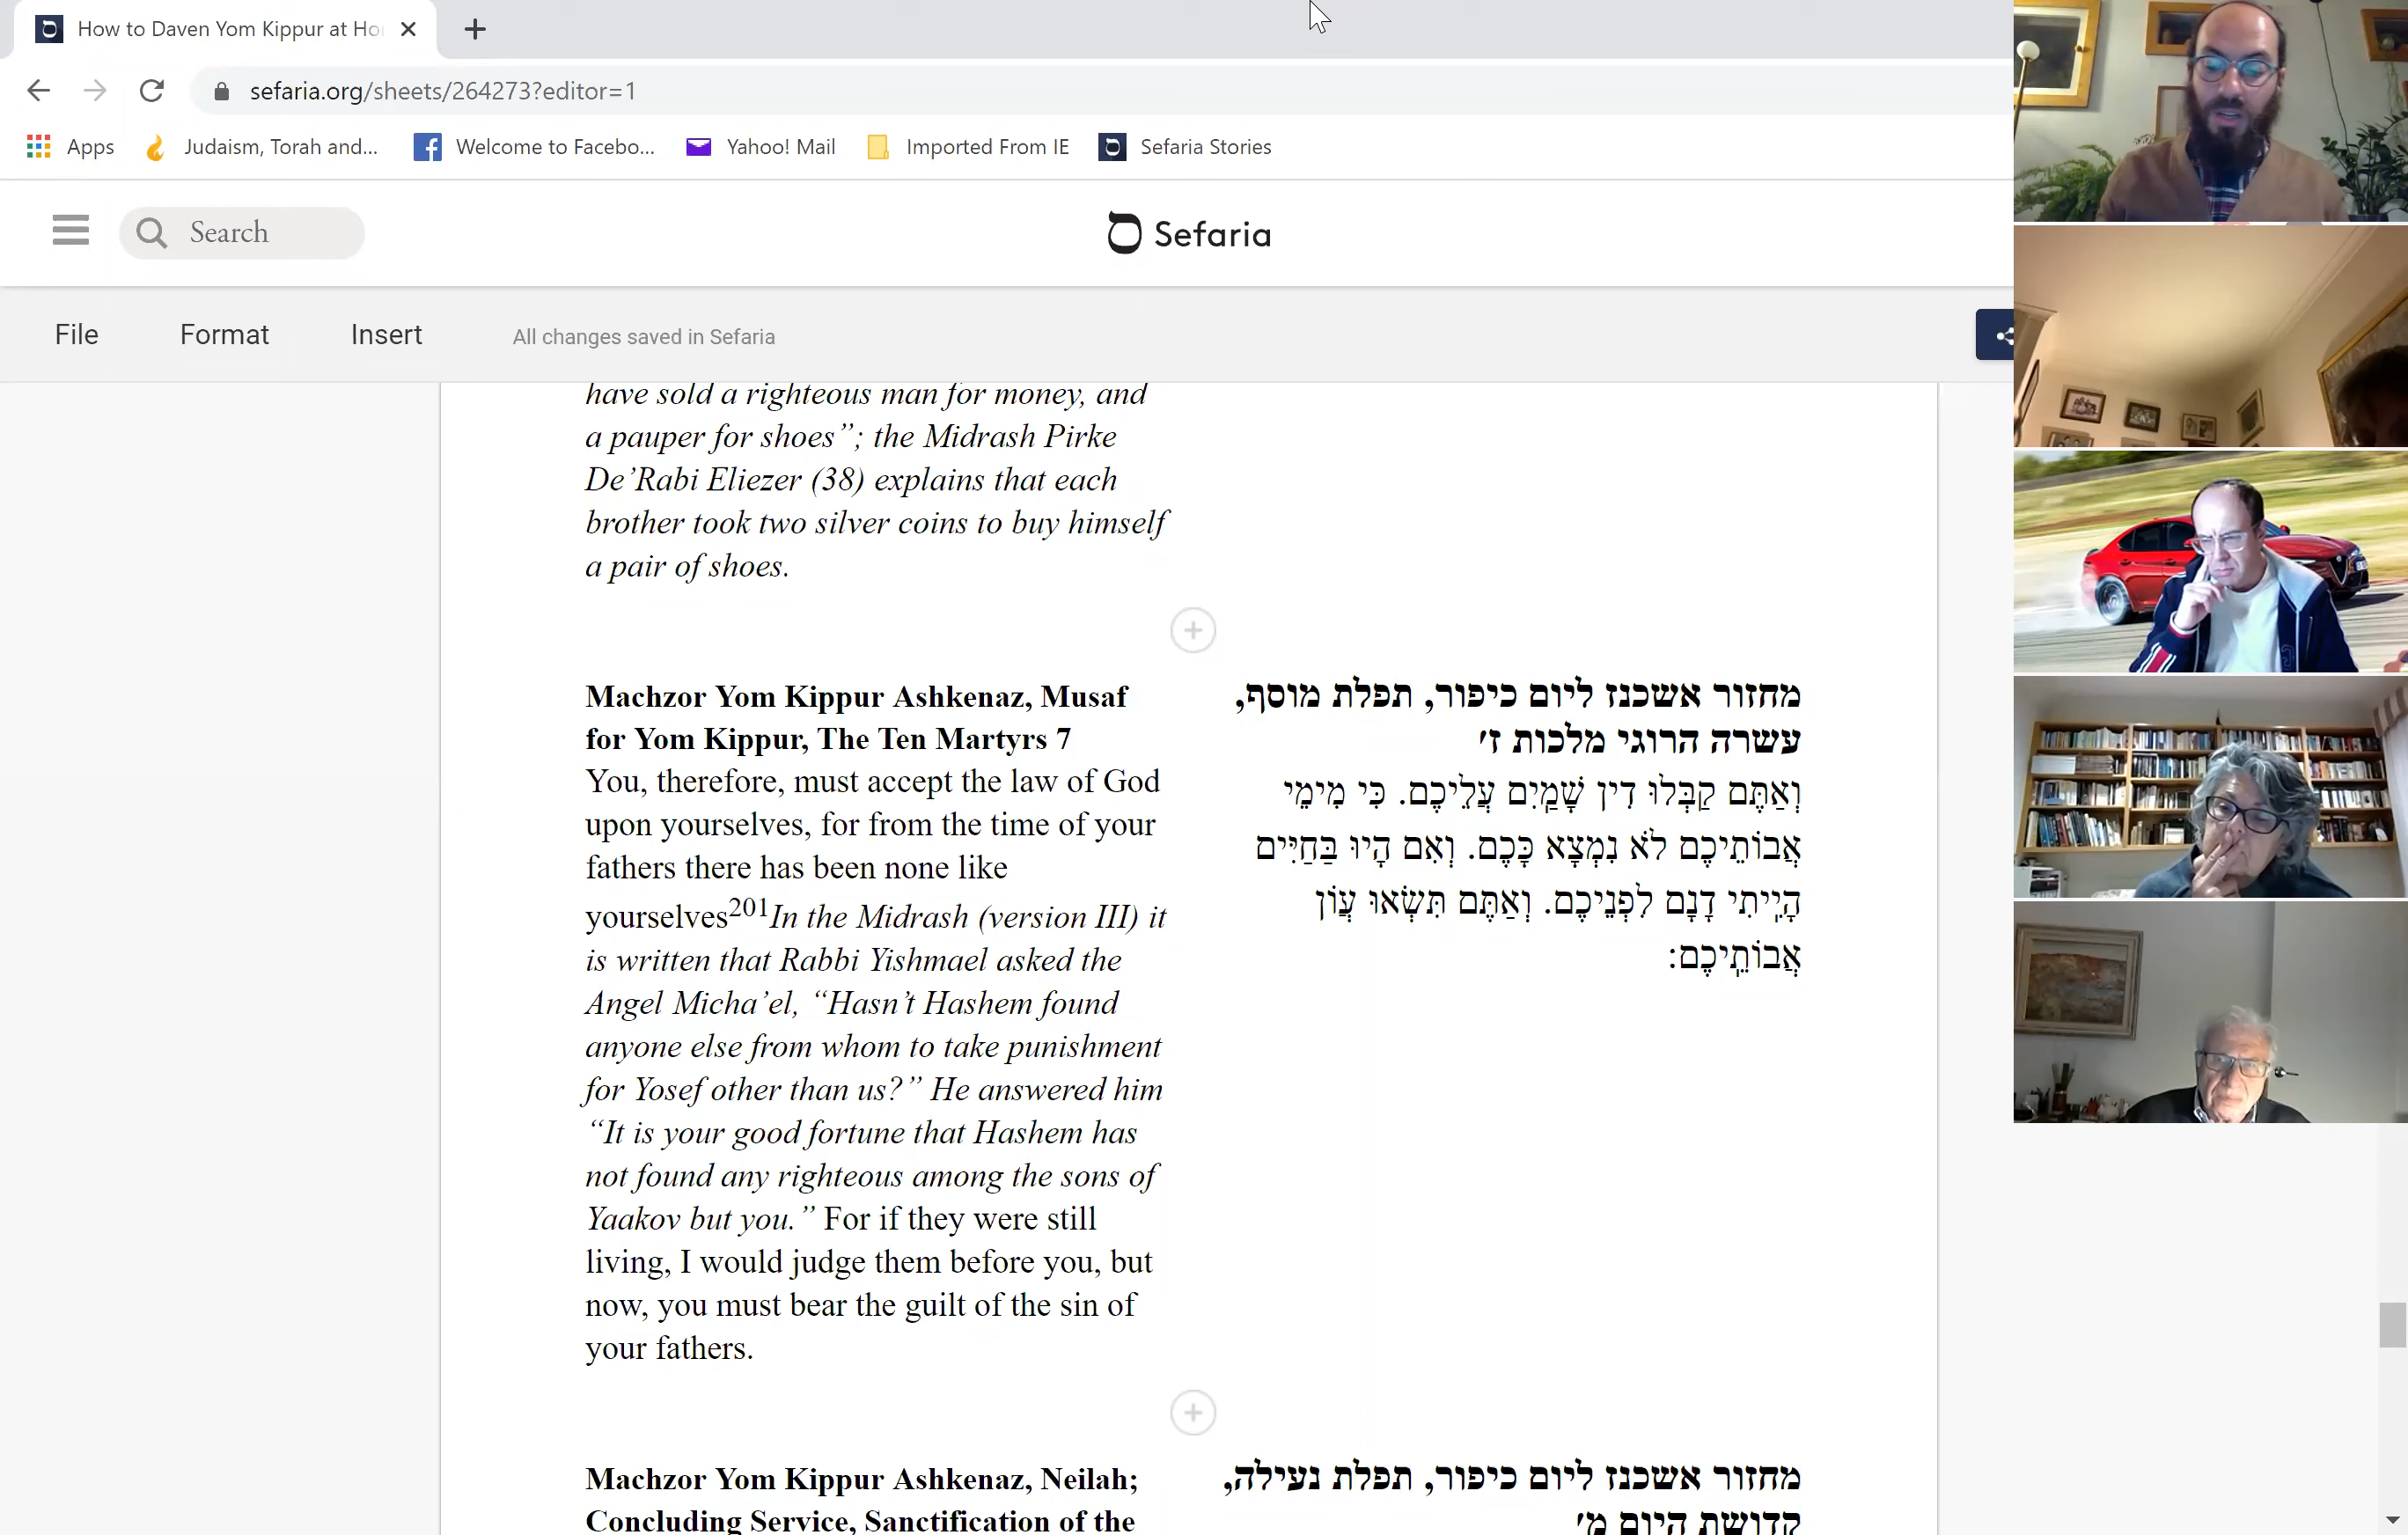 How to Daven Yom Kippur at Ho
sefaria.org/sheets/264273?editor=1
Apps
Judaism, Torah and...
Welcome to Facebo...
Yahoo! Mail
Imported From IE
Sefaria Stories
Search
Sefaria
File
Format
Insert
All changes saved in Sefaria
have sold a righteous man for money, and
a pauper for shoes”; the Midrash Pirke
De’Rabi Eliezer (38) explains that each
brother took two silver coins to buy himself
a pair of shoes.
Machzor Yom Kippur Ashkenaz, Musaf
for Yom Kippur, The Ten Martyrs 7
You, therefore, must accept the law of God
upon yourselves, for from the time of your
fathers there has been none like
yourselves201In the Midrash (version III) it
is written that Rabbi Yishmael asked the
Angel Micha’el, “Hasn’t Hashem found
anyone else from whom to take punishment
for Yosef other than us?” He answered him
“It is your good fortune that Hashem has
not found any righteous among the sons of
Yaakov but you.” For if they were still
living, I would judge them before you, but
now, you must bear the guilt of the sin of
your fathers.
מחזור אשכנז ליום כיפור, תפלת מוסף,
עשרה הרוגי מלכות ז׳
וְאַתֶּם קַבְּלוּ דִין שָׁמַיִם עֲלֵיכֶם. כִּי מִימֵי
אֲבוֹתֵיכֶם לֹא נִמְצָא כָּכֶם. וְאִם הָיוּ בַּחַיִּים
הָיִיתִי דָנָם לִפְנֵיכֶם. וְאַתֶּם תִּשְׂאוּ עֲוֹן
אֲבוֹתֵיכֶם:
Machzor Yom Kippur Ashkenaz, Neilah;
Concluding Service, Sanctification of the
מחזור אשכנז ליום כיפור, תפלת נעילה,
קדושת היום מ׳